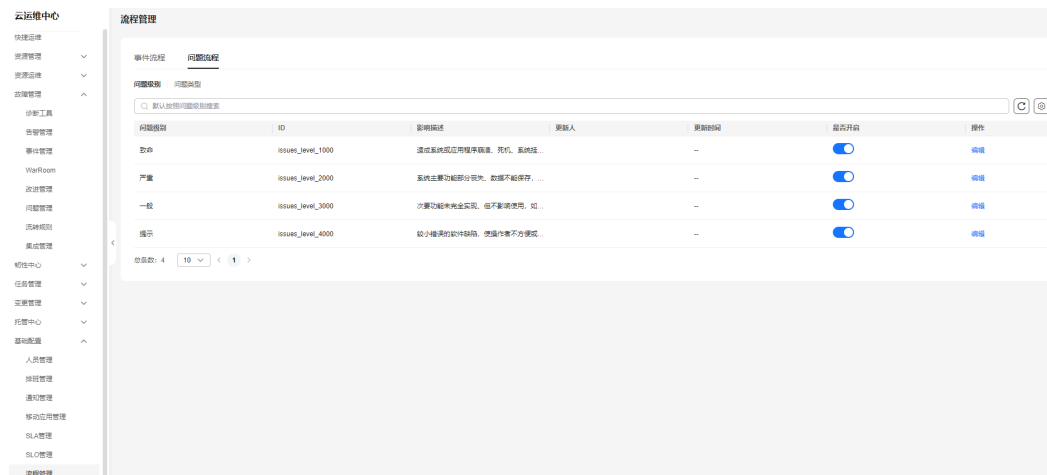 云运维中心
快捷运维
资源管理
资源运维
故障管理
诊断工具
告警管理
事件管理
WarRoom
改进管理
问题管理
流转规则
集成管理
韧性中心
任务管理
变更管理
托管中心
基础配置
人员管理
排班管理
通知管理
移动应用管理
SLA管理
SLO管理
流程管理
流程管理
事件流程 问题流程
问题级别 问题类型
默认按照问题级别搜索
问题级别 ID 影响描述 更新人 更新时间 是否开启 操作
致命 issues_level_1000 造成系统或应用程序崩溃、死机、系统挂... -- 编辑
严重 issues_level_2000 系统主要功能部分丧失、数据不能保存，... -- 编辑
一般 issues_level_3000 次要功能未完全实现、但不影响使用，如... -- 编辑
提示 issues_level_4000 较小错误的软件缺陷，使操作者不方便或... -- 编辑
总条数：4 10 1